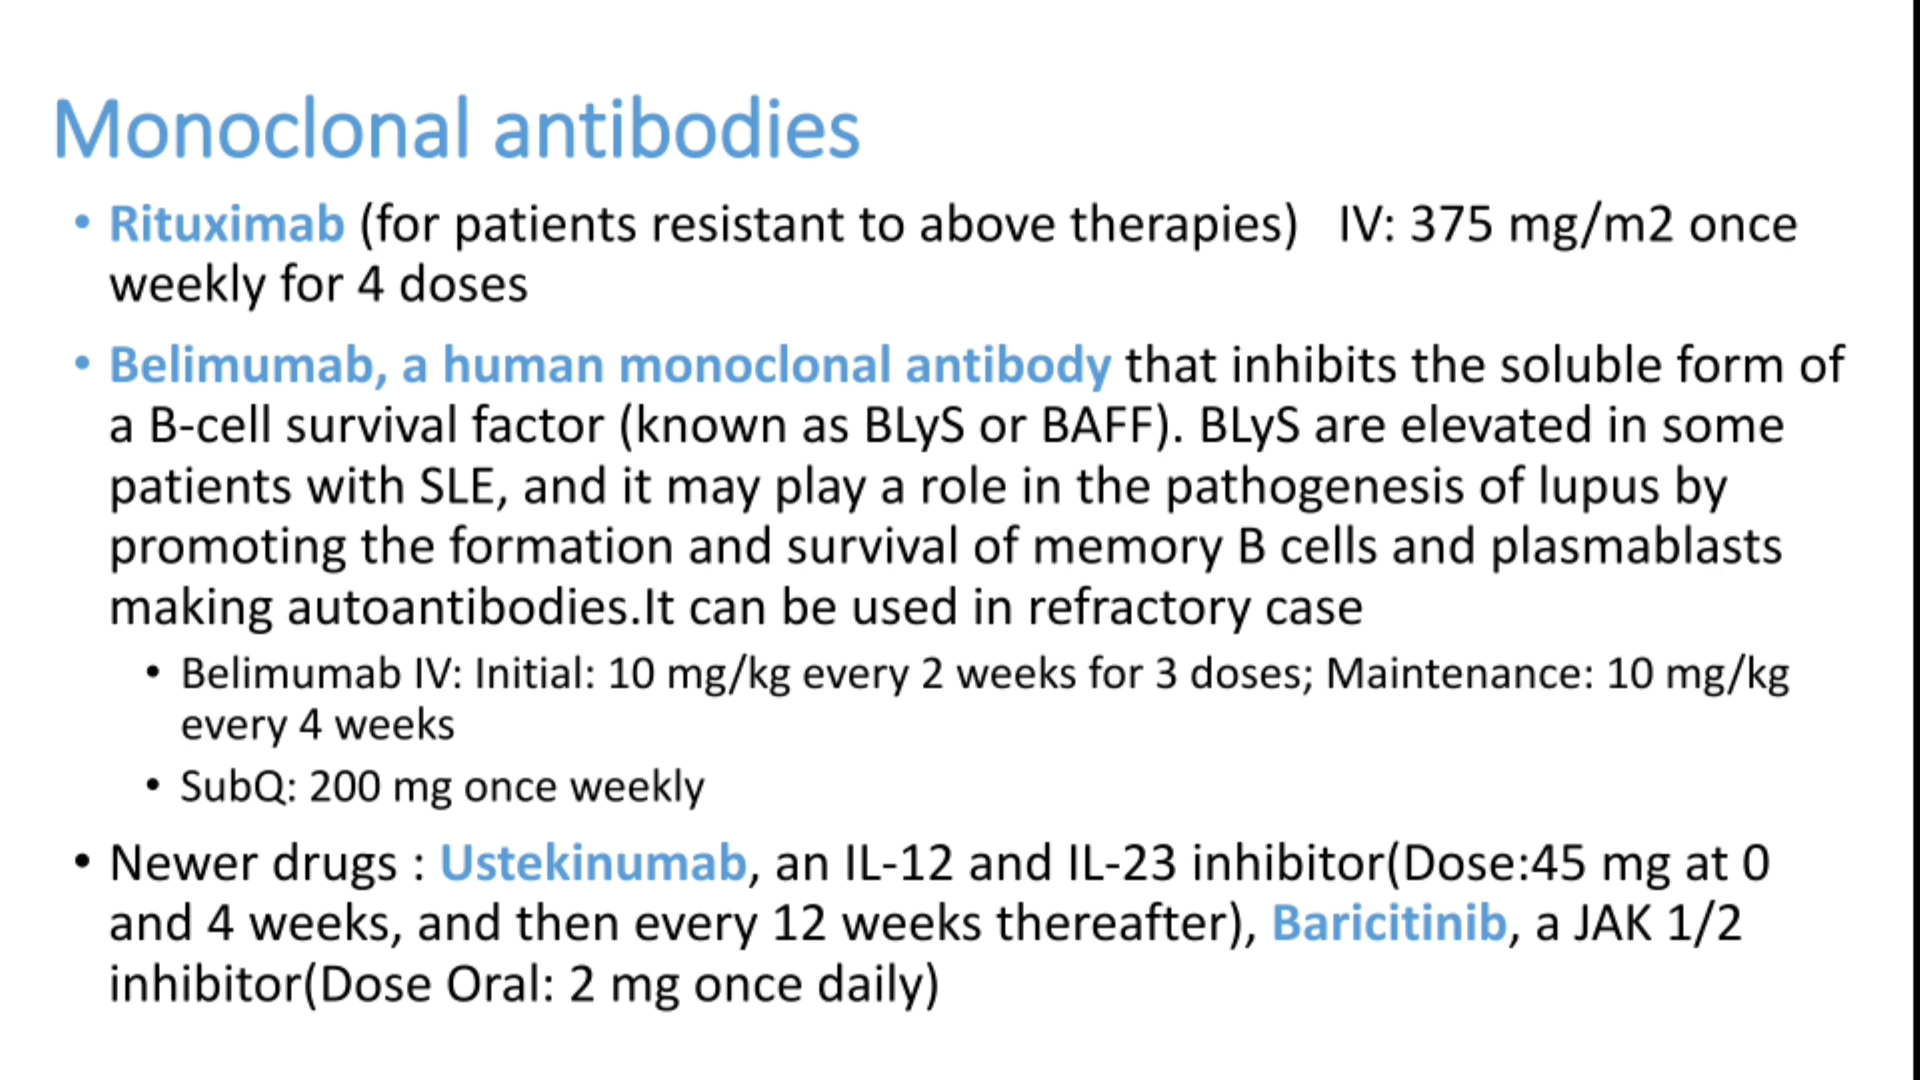 Monoclonal antibodies
• Rituximab (for patients resistant to above therapies)   IV: 375 mg/m2 once
weekly for 4 doses
• Belimumab, a human monoclonal antibody that inhibits the soluble form of
a B-cell survival factor (known as BLyS or BAFF). BLyS are elevated in some
patients with SLE, and it may play a role in the pathogenesis of lupus by
promoting the formation and survival of memory B cells and plasmablasts
making autoantibodies.It can be used in refractory case
• Belimumab IV: Initial: 10 mg/kg every 2 weeks for 3 doses; Maintenance: 10 mg/kg
every 4 weeks
• SubQ: 200 mg once weekly
• Newer drugs : Ustekinumab, an IL-12 and IL-23 inhibitor(Dose:45 mg at 0
and 4 weeks, and then every 12 weeks thereafter), Baricitinib, a JAK 1/2
inhibitor(Dose Oral: 2 mg once daily)